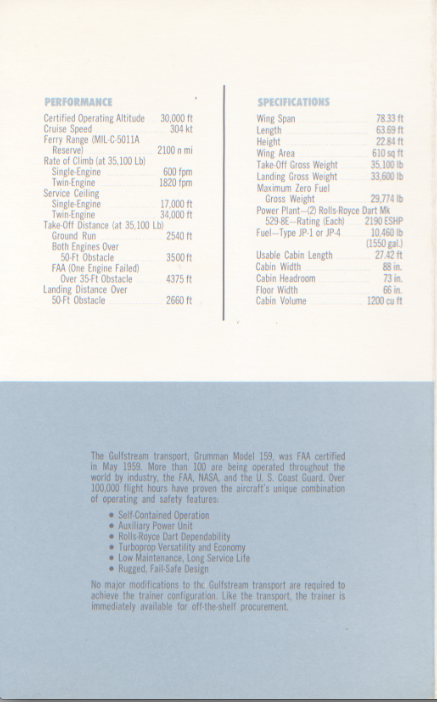 PERFORMANCE
Certified Operating Altitude 30,000 ft
Cruise Speed 304 kt
Ferry Range (MIL-C-5011A
Reserve) 2100 n mi
Rate of Climb (at 35,100 Lb)
Single-Engine 600 fpm
Twin-Engine 1820 fpm
Service Ceiling
Single-Engine 17,000 ft
Twin-Engine 34,000 ft
Take-Off Distance (at 35,100 Lb)
Ground Run 2540 ft
Both Engines Over
50-Ft Obstacle 3500 ft
FAA (One Engine Failed)
Over 35-Ft Obstacle 4375 ft
Landing Distance Over
50-Ft Obstacle 2660 ft
SPECIFICATIONS
Wing Span 78.33 ft
Length 63.69 ft
Height 22.84 ft
Wing Area 610 sq ft
Take-Off Gross Weight 35,100 lb
Landing Gross Weight 33,600 lb
Maximum Zero Fuel
Gross Weight 29,774 lb
Power Plant—(2) Rolls-Royce Dart Mk
529-8E—Rating (Each) 2190 ESHP
Fuel—Type JP-1 or JP-4 10,460 lb
(1550 gal.)
Usable Cabin Length 27.42 ft
Cabin Width 88 in.
Cabin Headroom 73 in.
Floor Width 66 in.
Cabin Volume 1200 cu ft
The Gulfstream transport, Grumman Model 159, was FAA certified
in May 1959. More than 100 are being operated throughout the
world by industry, the FAA, NASA, and the U. S. Coast Guard. Over
100,000 flight hours have proven the aircraft's unique combination
of operating and safety features:
• Self-Contained Operation
• Auxiliary Power Unit
• Rolls-Royce Dart Dependability
• Turboprop Versatility and Economy
• Low Maintenance, Long Service Life
• Rugged, Fail-Safe Design
No major modifications to the Gulfstream transport are required to
achieve the trainer configuration. Like the transport, the trainer is
immediately available for off-the-shelf procurement.